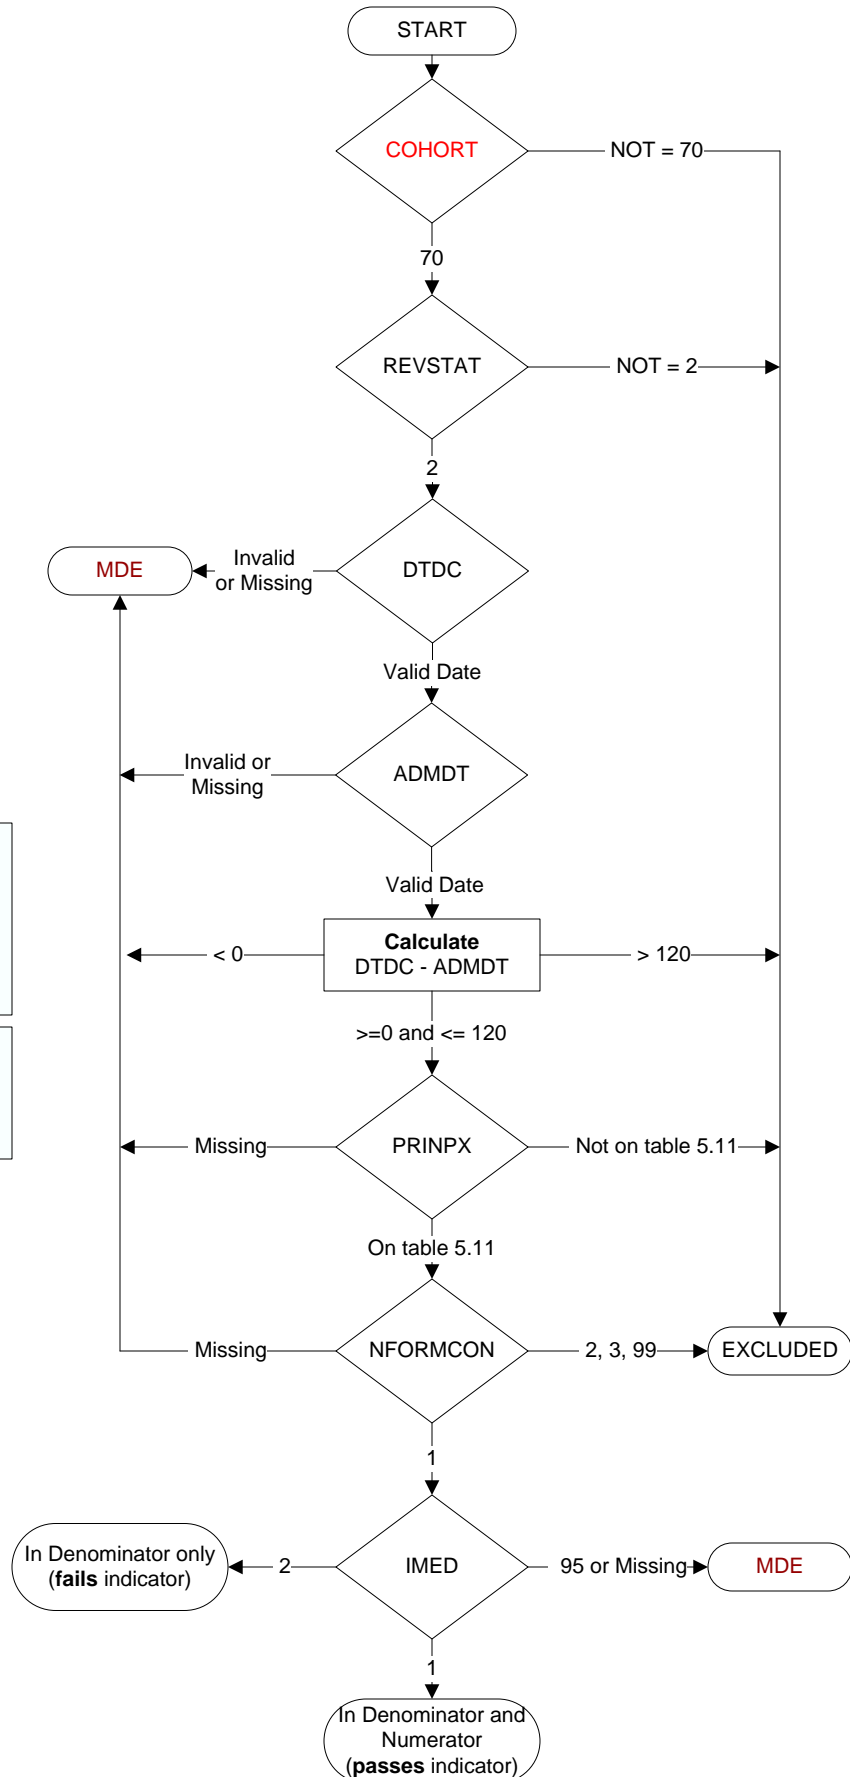 START
COHORT
NOT = 70
70
REVSTAT
NOT = 2
2
MDE
Invalid
or Missing
DTDC
Valid Date
Invalid or
Missing
ADMDT
Valid Date
< 0
Calculate
DTDC - ADMDT
> 120
>=0 and <= 120
Missing
PRINPX
Not on table 5.11
On table 5.11
Missing
NFORMCON
2, 3, 99
EXCLUDED
1
In Denominator only
(fails indicator)
2
IMED
95 or Missing
MDE
1
In Denominator and
Numerator
(passes indicator)